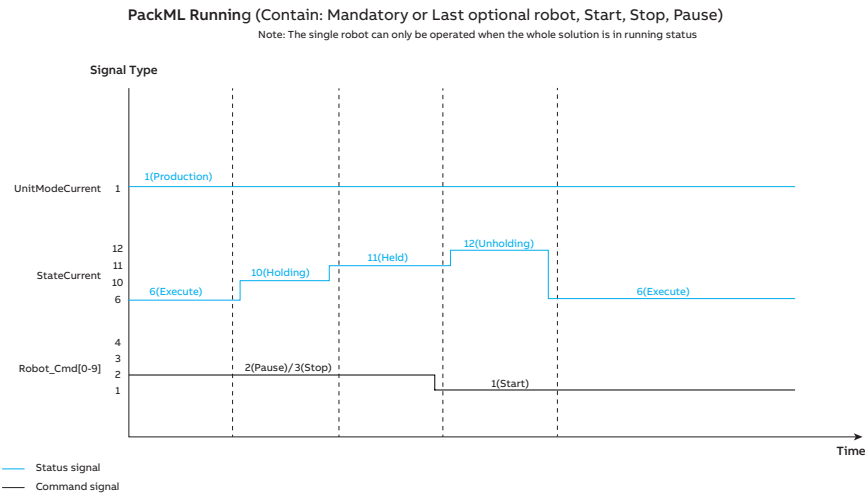 PackML Running (Contain: Mandatory or Last optional robot, Start, Stop, Pause)
Note: The single robot can only be operated when the whole solution is in running status
Signal Type
1(Production)
UnitModeCurrent 1
12(Unholding)
12
11(Held)
11
StateCurrent
10(Holding)
10
6(Execute)
6(Execute)
6
4
3
Robot_Cmd[0-9]
2(Pause)/3(Stop)
2
1(Start)
1
Time
Status signal
Command signal